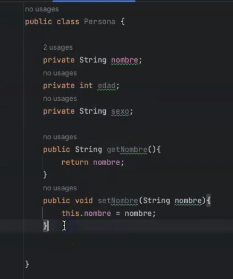 no usages
public class Persona {
2 usages
private String nombre;
no usages
private int edad;
no usages
private String sexo;
no usages
public String getNombre(){
return nombre;
}
no usages
public void setNombre(String nombre){
this.nombre = nombre;
}
}